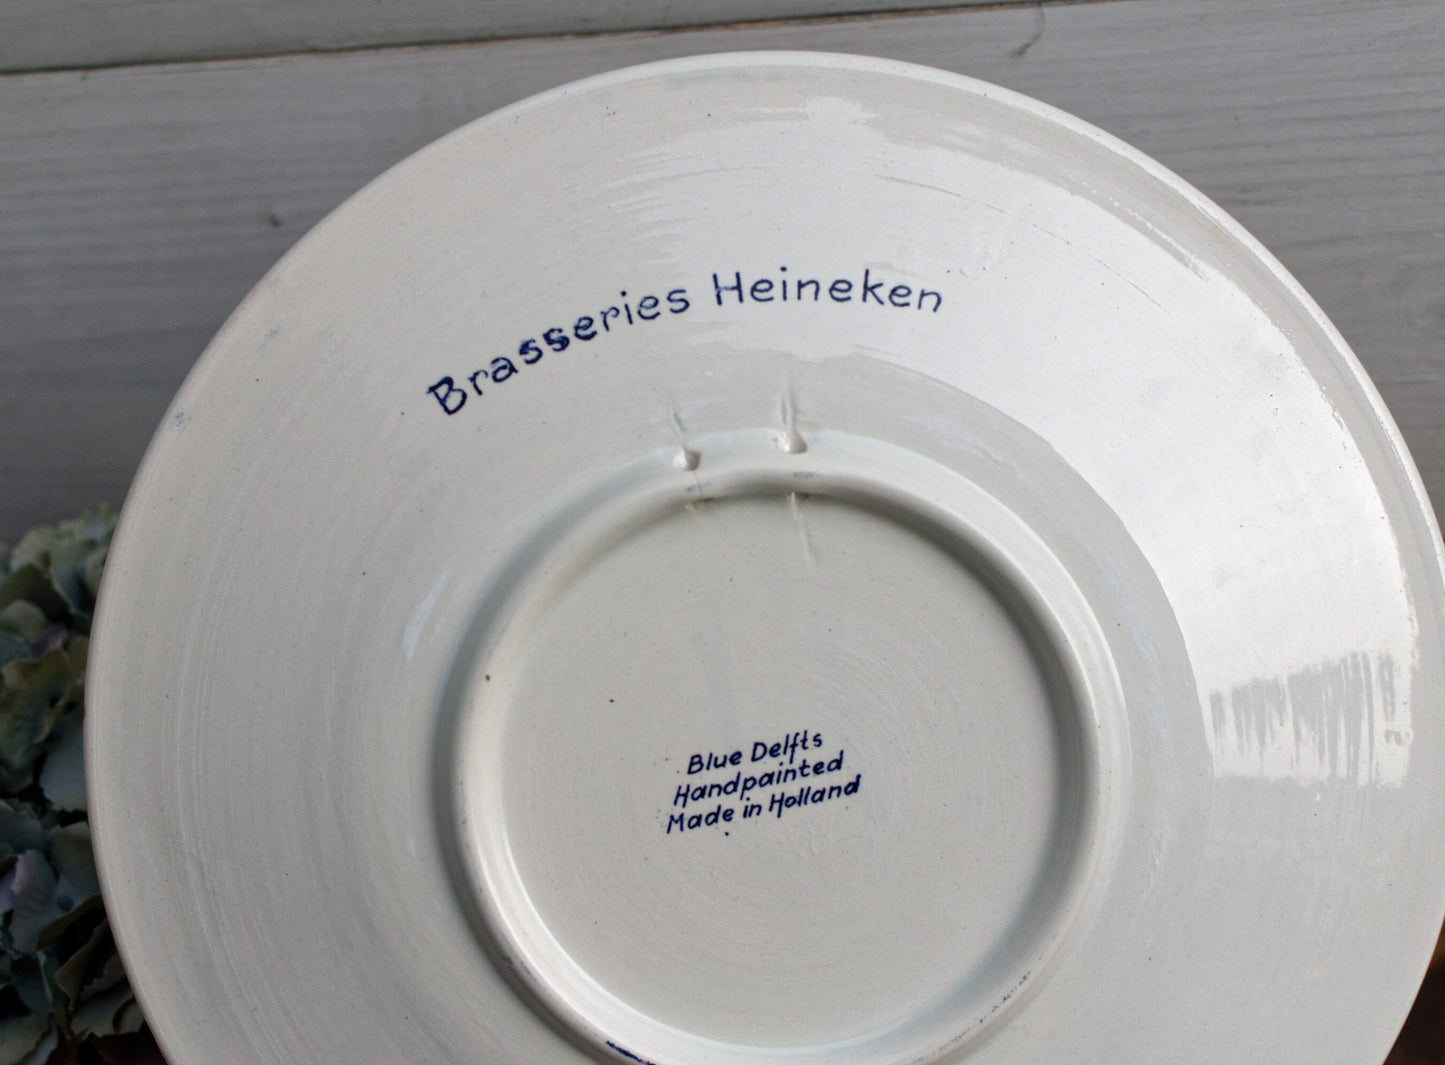 Brasseries Heineken
Blue Delfts
Handpainted
Made in Holland